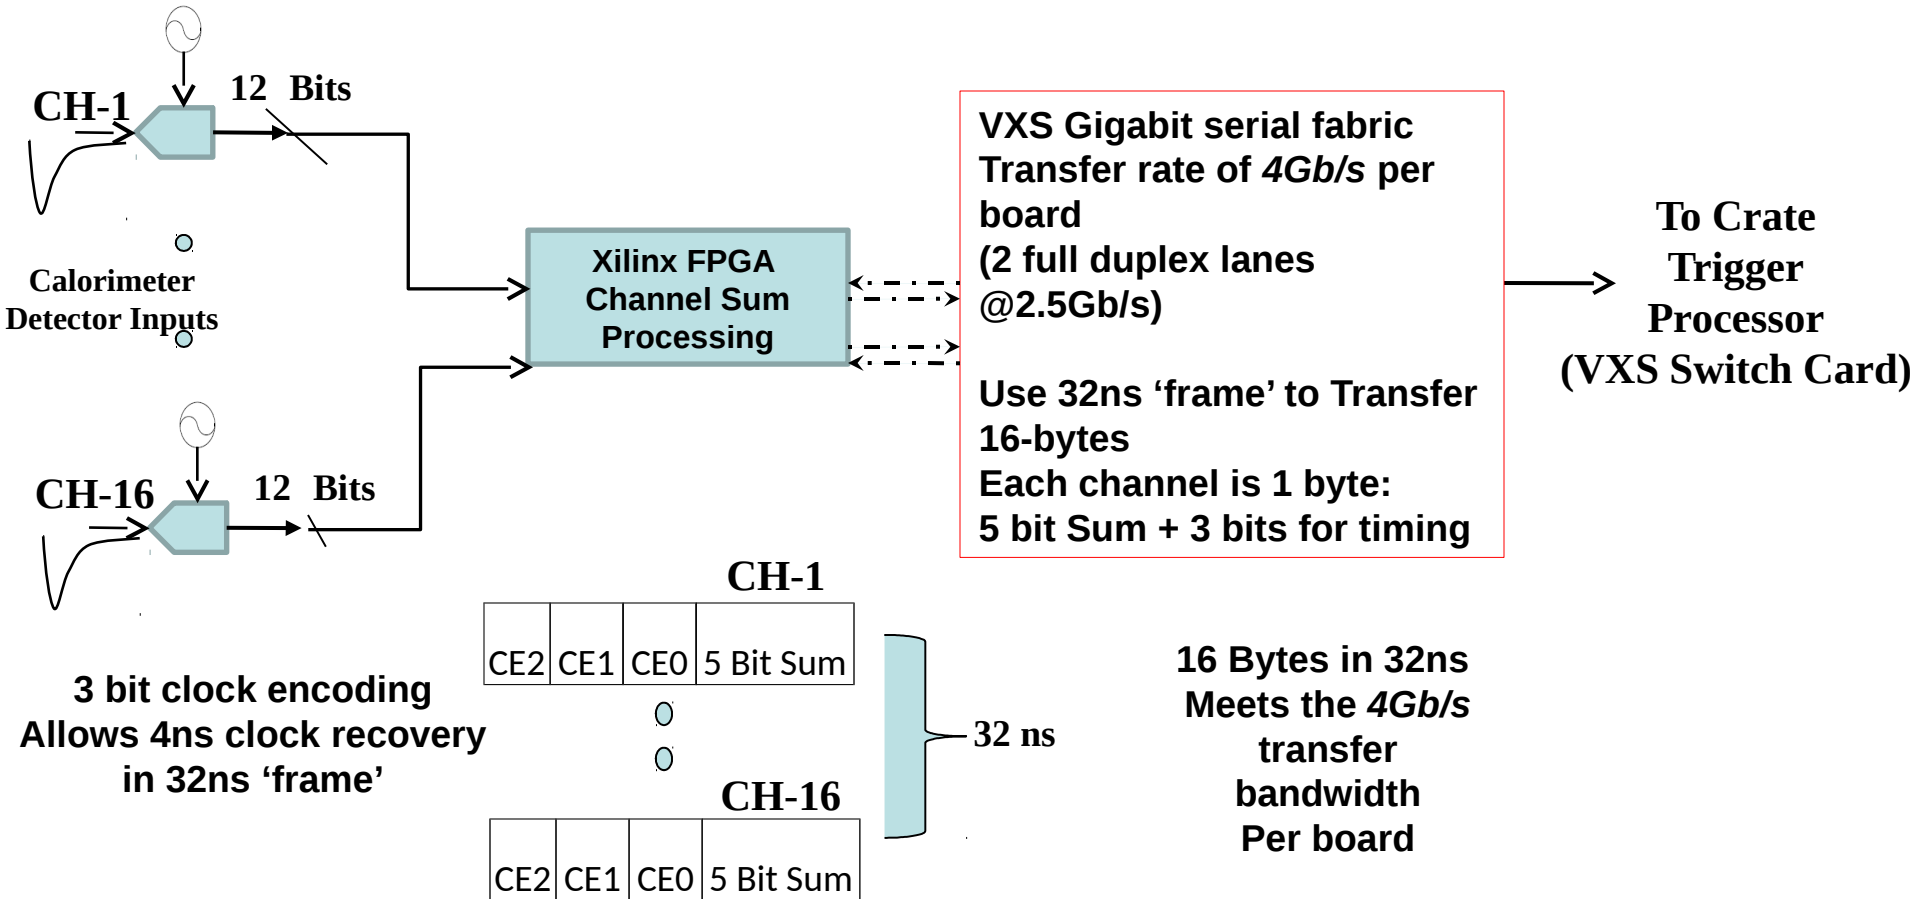 CH-1
12 Bits
Calorimeter
Detector Inputs
CH-16
12 Bits
Xilinx FPGA
Channel Sum
Processing
VXS Gigabit serial fabric
Transfer rate of 4Gb/s per
board
(2 full duplex lanes
@2.5Gb/s)
Use 32ns ‘frame’ to Transfer
16-bytes
Each channel is 1 byte:
5 bit Sum + 3 bits for timing
To Crate
Trigger
Processor
(VXS Switch Card)
3 bit clock encoding
Allows 4ns clock recovery
in 32ns ‘frame’
CH-1
CE2 CE1 CE0 5 Bit Sum
CH-16
CE2 CE1 CE0 5 Bit Sum
32 ns
16 Bytes in 32ns
Meets the 4Gb/s
transfer
bandwidth
Per board